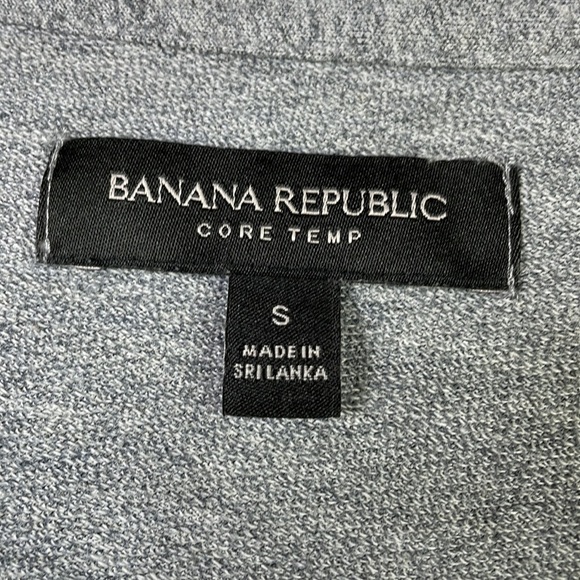 BANANA REPUBLIC
CORE TEMP
S
MADE IN
SRI LANKA